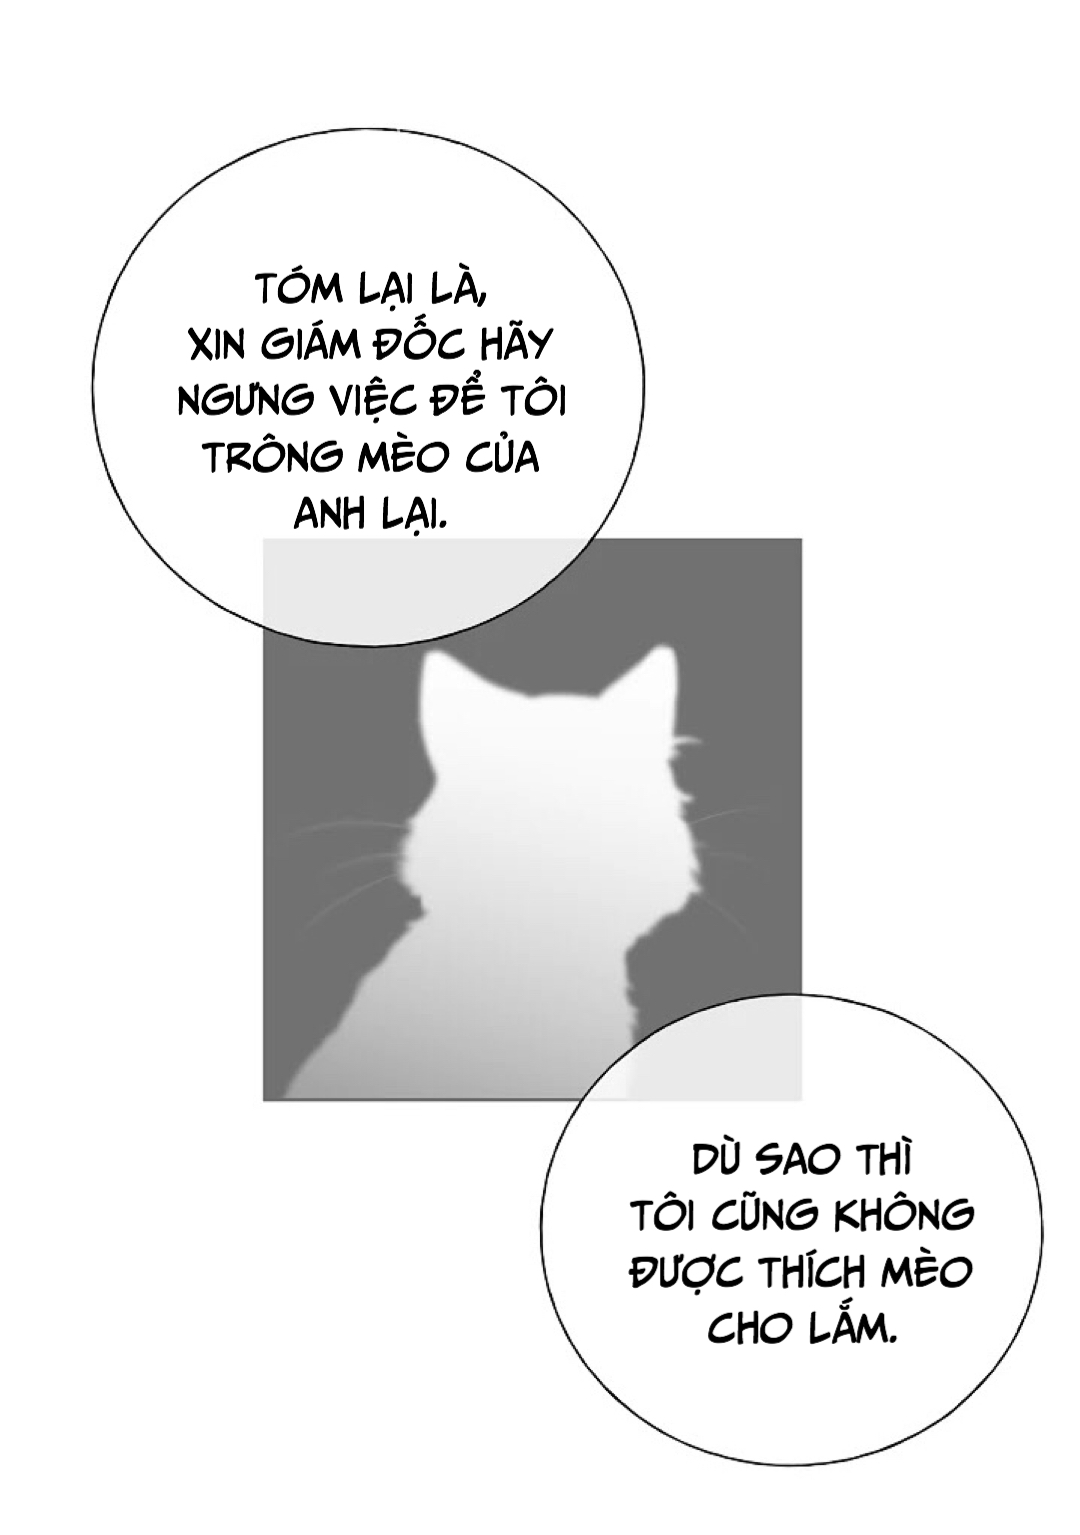 TÓM LẠI LÀ,
XIN GIÁM ĐỐC HÃY
NGƯNG VIỆC ĐỂ TÔI
TRÔNG MÈO CỦA
ANH LẠI.
DÙ SAO THÌ
TÔI CŨNG KHÔNG
ĐƯỢC THÍCH MÈO
CHO LẮM.